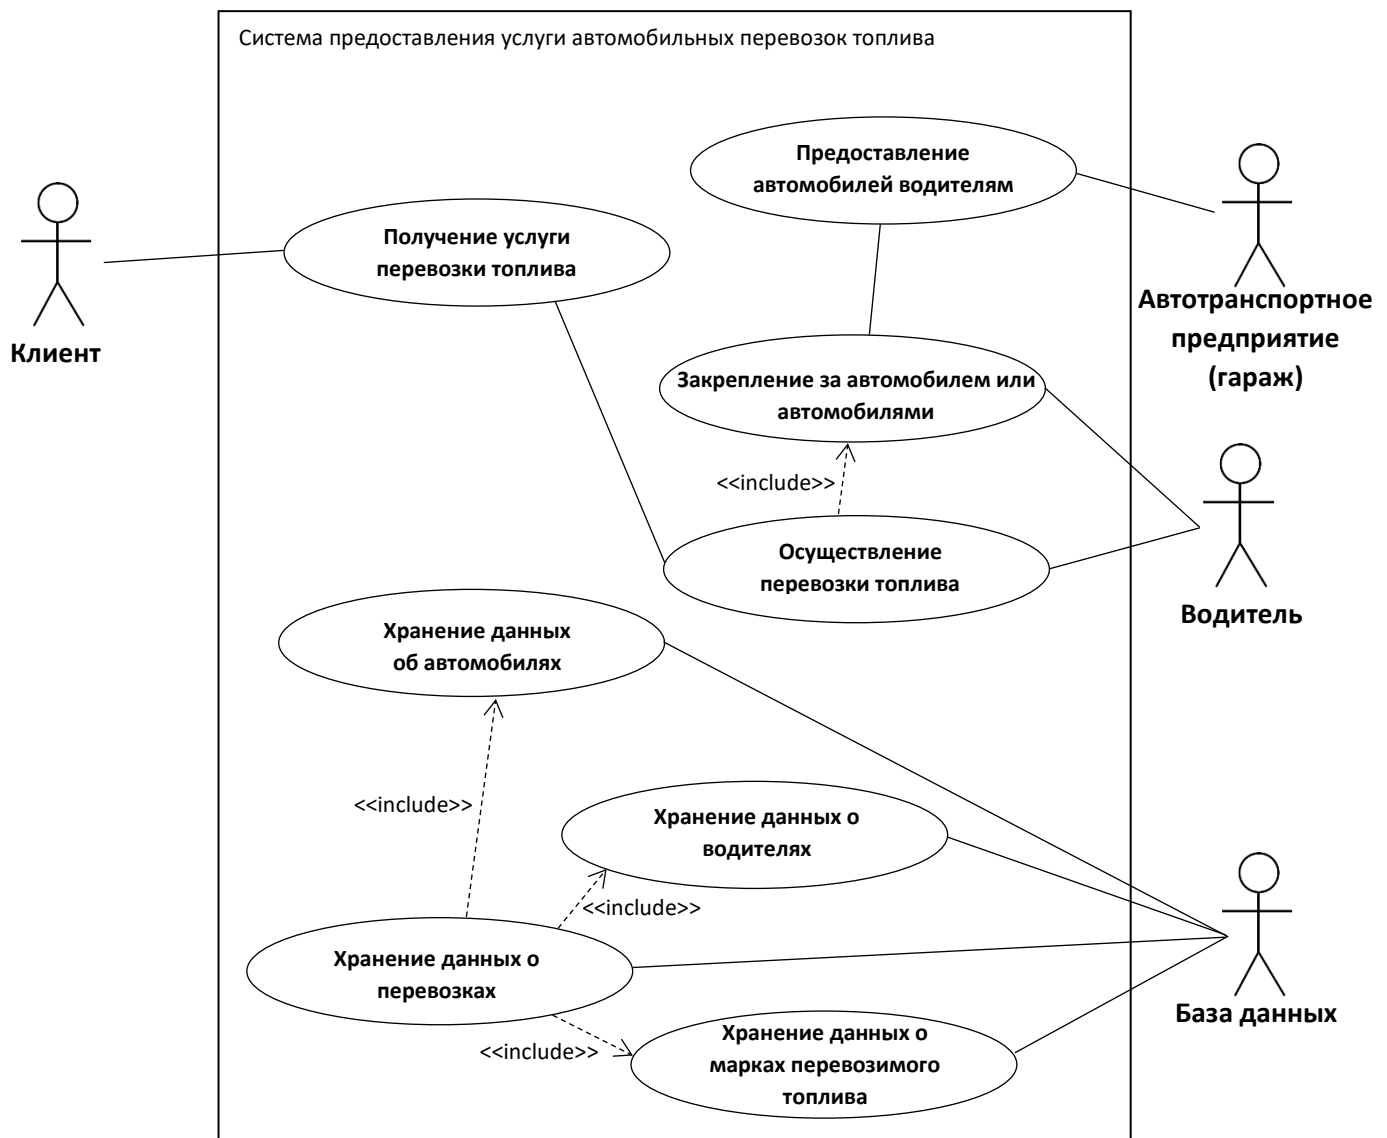 Система предоставления услуги автомобильных перевозок топлива
Предоставление
автомобилей водителям
Получение услуги
перевозки топлива
Клиент
Автотранспортное
предприятие
(гараж)
Закрепление за автомобилем или
автомобилями
<<include>>
Осуществление
перевозки топлива
Водитель
Хранение данных
об автомобилях
<<include>>
Хранение данных о
водителях
<<include>>
Хранение данных о
перевозках
База данных
<<include>>
Хранение данных о
марках перевозимого
топлива